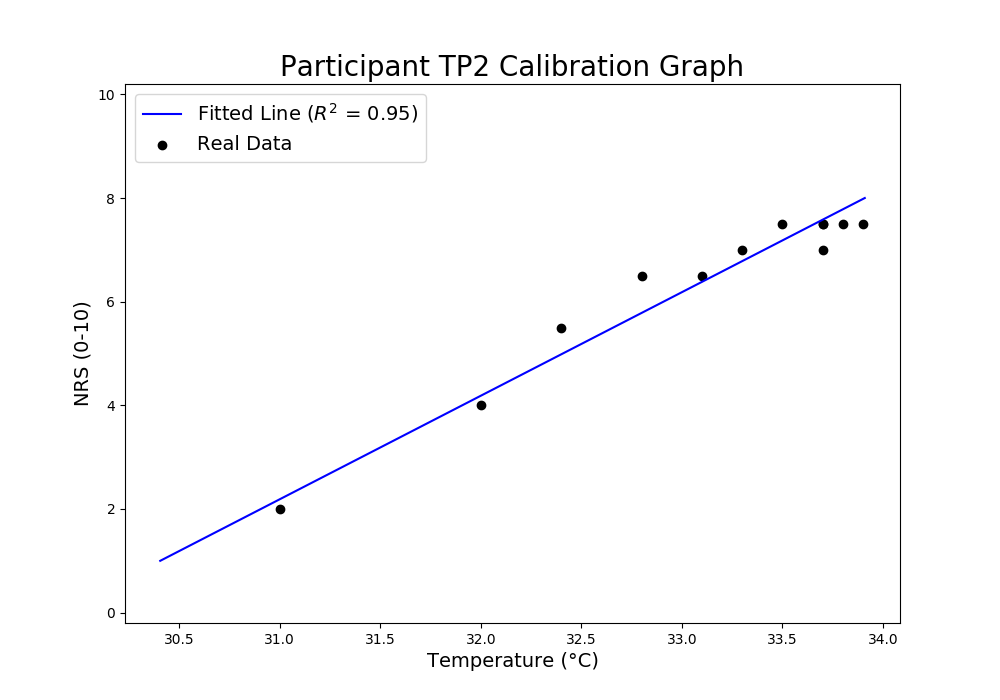 Participant TP2 Calibration Graph
Fitted Line (R² = 0.95)
Real Data
10
8
6
4
2
0
NRS (0-10)
30.5 31.0 31.5 32.0 32.5 33.0 33.5 34.0
Temperature (°C)